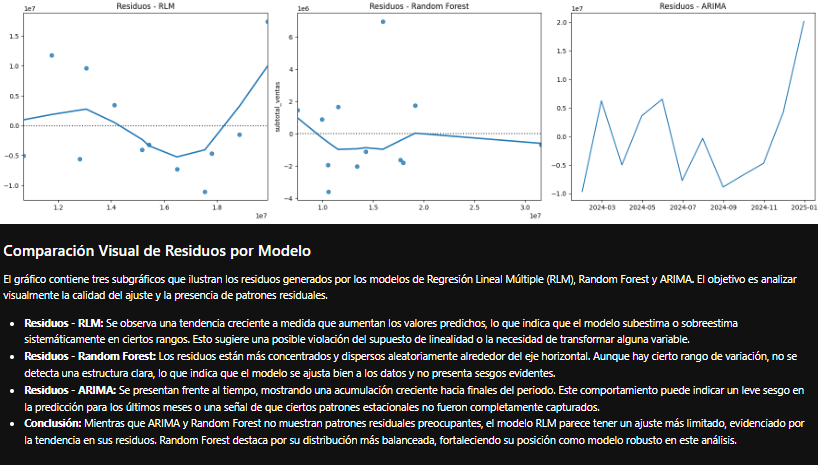 Residuos - RLM
Residuos - Random Forest
Residuos - ARIMA
1e7
1e6
1e7
1.5
1.0
0.5
0.0
−0.5
−1.0
1.2
1.4
1.6
1.8
1e7
subtotal_ventas
6
4
2
0
−2
−4
1.0
1.5
2.0
2.5
3.0
1e7
2.0
1.5
1.0
0.5
0.0
−0.5
−1.0
2024-03
2024-05
2024-07
2024-09
2024-11
2025-01
Comparación Visual de Residuos por Modelo
El gráfico contiene tres subgráficos que ilustran los residuos generados por los modelos de Regresión Lineal Múltiple (RLM), Random Forest y ARIMA. El objetivo es analizar
visualmente la calidad del ajuste y la presencia de patrones residuales.
• Residuos - RLM: Se observa una tendencia creciente a medida que aumentan los valores predichos, lo que indica que el modelo subestima o sobreestima
sistemáticamente en ciertos rangos. Esto sugiere una posible violación del supuesto de linealidad o la necesidad de transformar alguna variable.
• Residuos - Random Forest: Los residuos están más concentrados y dispersos aleatoriamente alrededor del eje horizontal. Aunque hay cierto rango de variación, no se
detecta una estructura clara, lo que indica que el modelo se ajusta bien a los datos y no presenta sesgos evidentes.
• Residuos - ARIMA: Se presentan frente al tiempo, mostrando una acumulación creciente hacia finales del periodo. Este comportamiento puede indicar un leve sesgo en
la predicción para los últimos meses o una señal de que ciertos patrones estacionales no fueron completamente capturados.
• Conclusión: Mientras que ARIMA y Random Forest no muestran patrones residuales preocupantes, el modelo RLM parece tener un ajuste más limitado, evidenciado por
la tendencia en sus residuos. Random Forest destaca por su distribución más balanceada, fortaleciendo su posición como modelo robusto en este análisis.